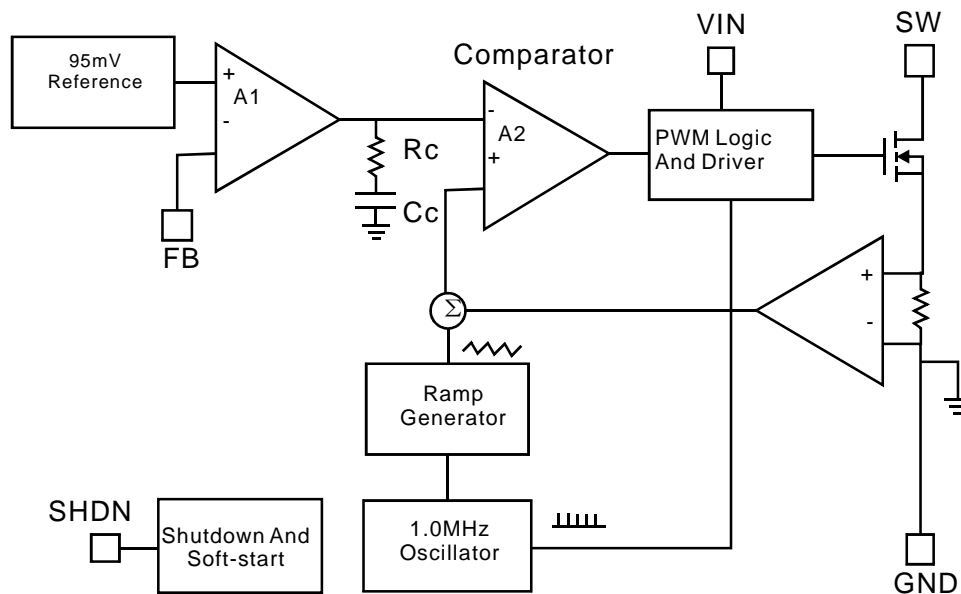 VIN
SW
Comparator
95mV
Reference
+
A1
-
-
A2
+
PWM Logic
And Driver
Rc
Cc
FB
+
-
Σ
Ramp
Generator
SHDN
Shutdown And
Soft-start
1.0MHz
Oscillator
GND